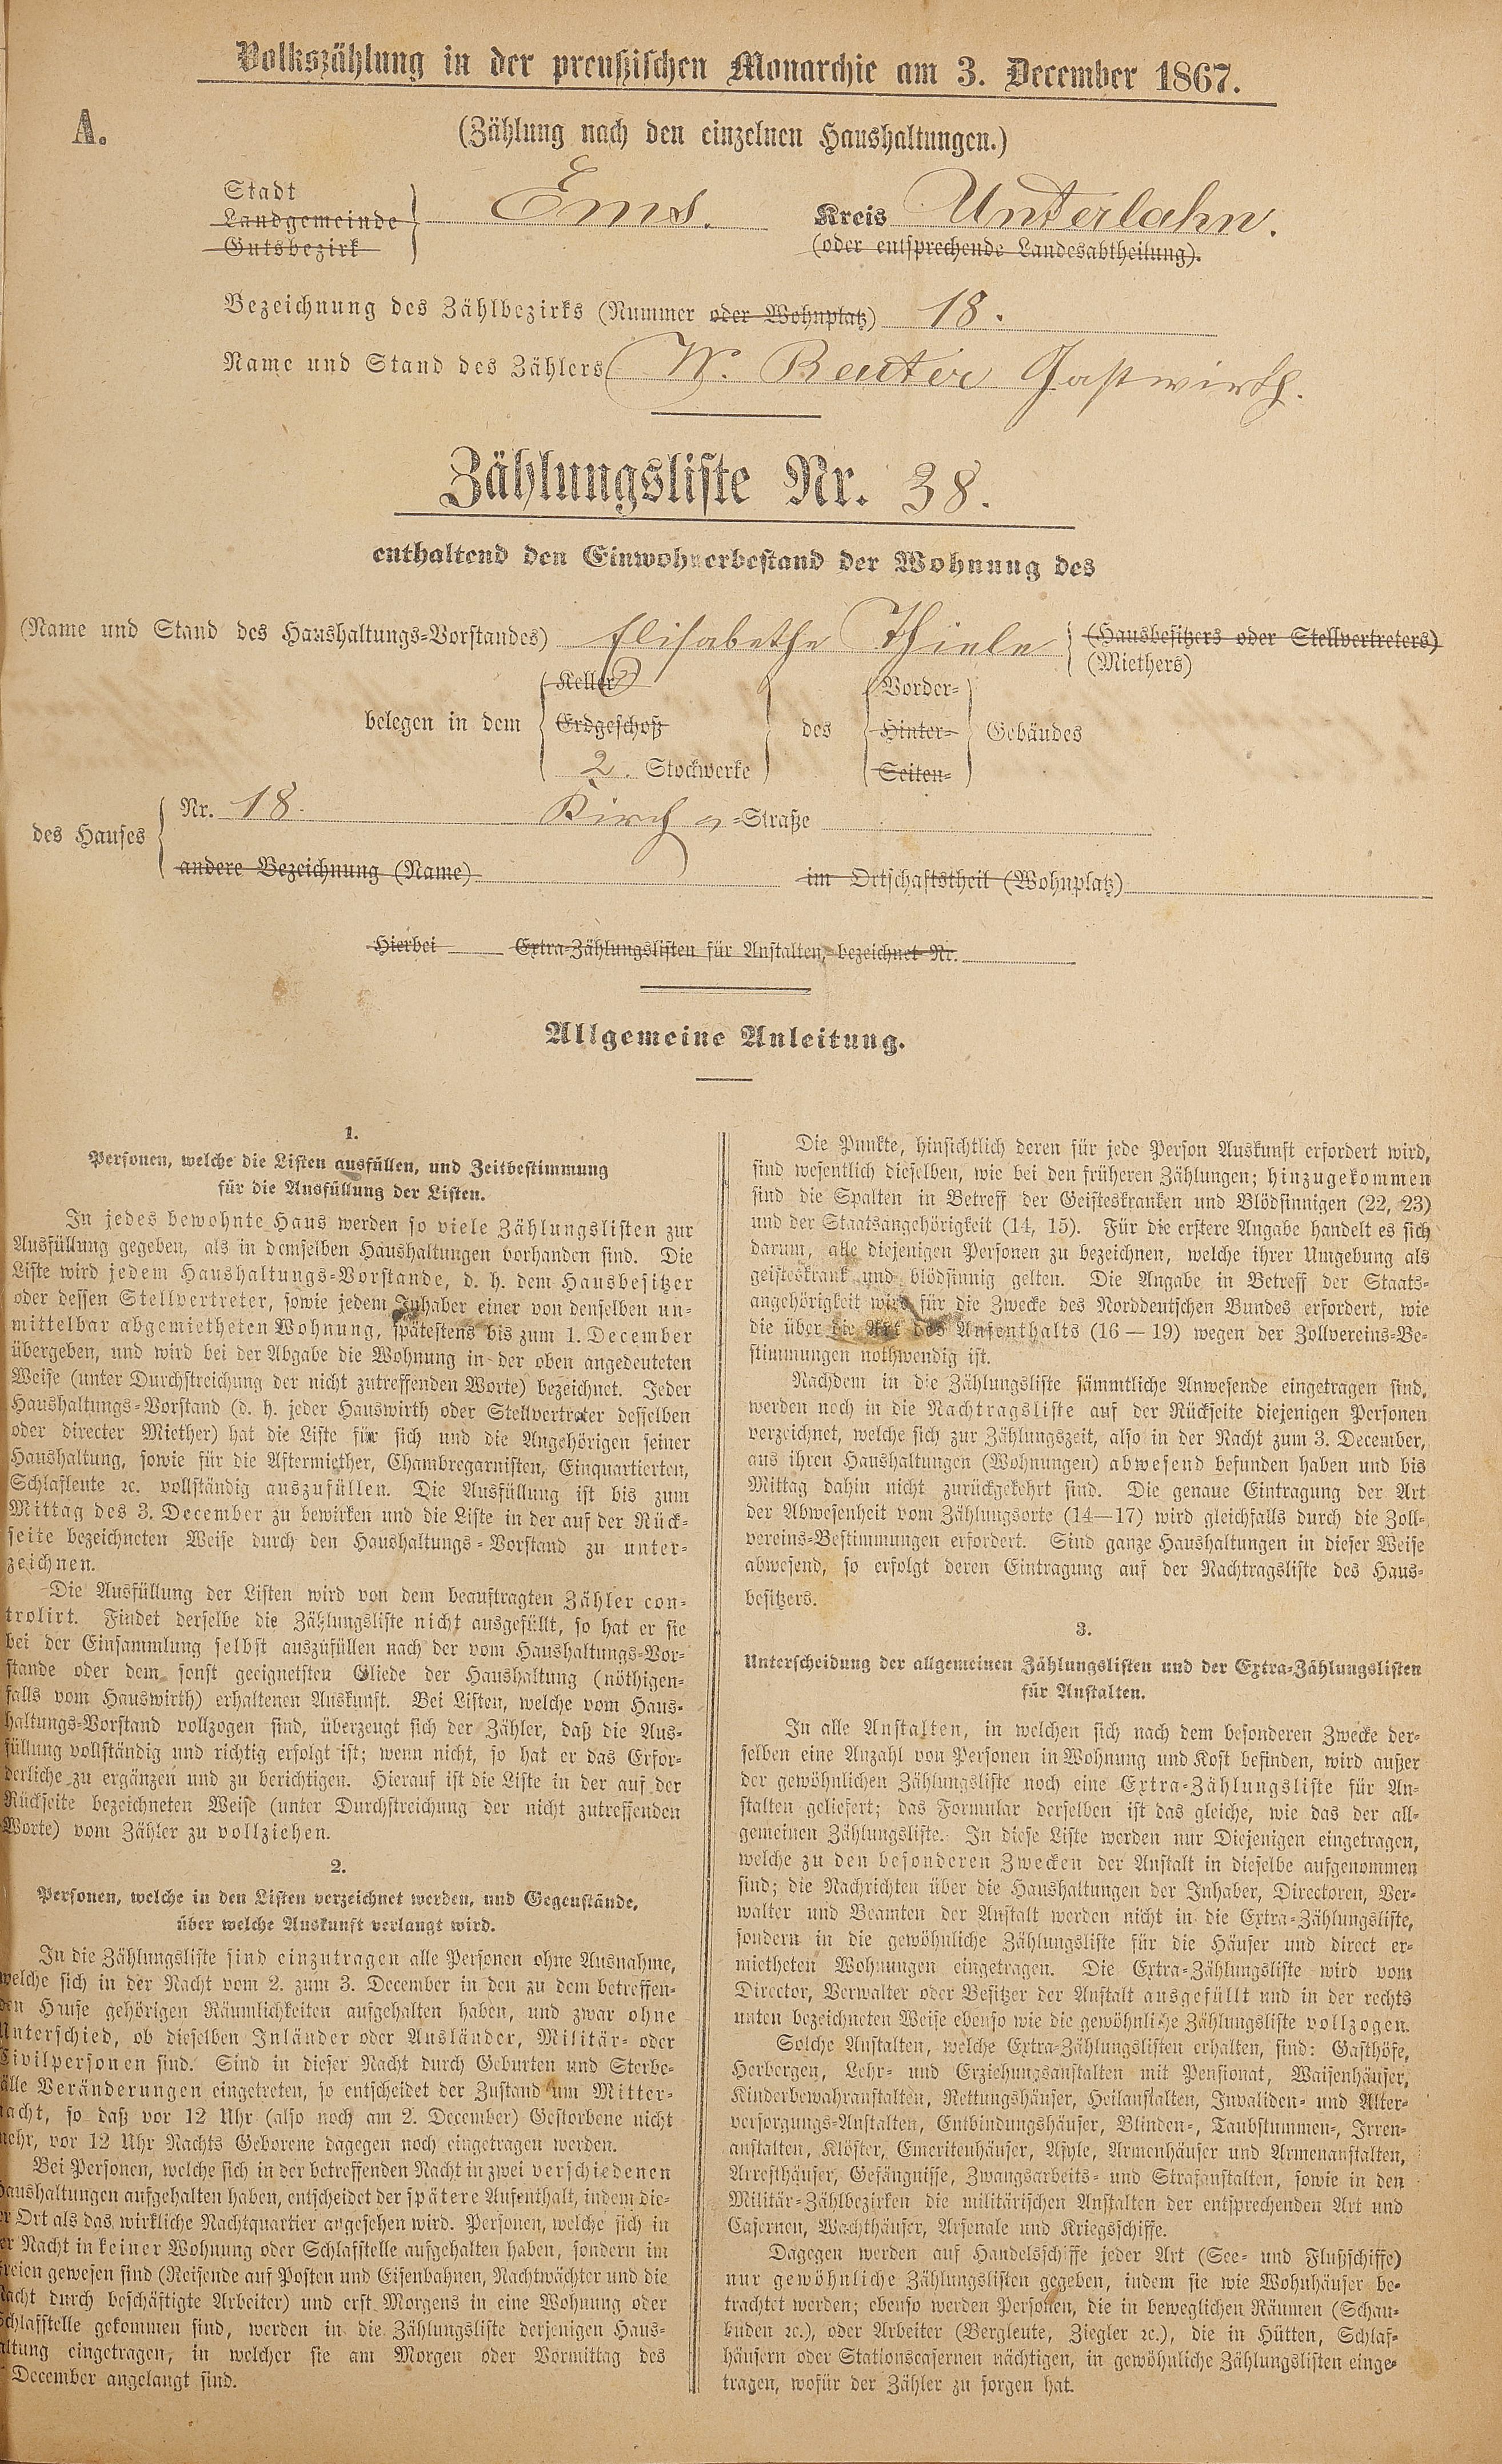 Volkszählung in der preußischen Monarchie am 3. December 1867.
A.
(Zählung nach den einzelnen Haushaltungen.)
Stadt
Landgemeinde
Gutsbezirk
Ems.
Kreis Unterlahn.
(oder entsprechende Landesabtheilung).
Bezeichnung des Zählbezirks (Nummer oder Wohnplatz) 18.
Name und Stand des Zählers W. Reuter Gastwirth.
Zählungsliste Nr. 38.
enthaltend den Einwohnerbestand der Wohnung des
(Name und Stand des Haushaltungs-Vorstandes) Elisabethe Thiele
(Hausbesitzers oder Stellvertreters)
(Miethers)
belegen in dem
Keller
Erdgeschoß
2. Stockwerke
des
Vorder-
Hinter-
Seiten-
Gebäudes
des Hauses
Nr. 18. Kirch-Straße
andere Bezeichnung (Name) im Ortschaftstheil (Wohnplatz)
Hierbei Extra-Zählungslisten für Anstalten, bezeichnet Nr.
Allgemeine Anleitung.
1.
Personen, welche die Listen ausfüllen, und Zeitbestimmung
für die Ausfüllung der Listen.
In jedes bewohnte Haus werden so viele Zählungslisten zur
Ausfüllung gegeben, als in demselben Haushaltungen vorhanden sind. Die
Liste wird jedem Haushaltungs-Vorstande, d. h. dem Hausbesitzer
oder dessen Stellvertreter, sowie jedem Inhaber einer von denselben un-
mittelbar abgemietheten Wohnung, spätestens bis zum 1. December
übergeben, und wird bei der Abgabe die Wohnung in der oben angedeuteten
Weise (unter Durchstreichung der nicht zutreffenden Worte) bezeichnet. Jeder
Haushaltungs-Vorstand (d. h. jeder Hauswirth oder Stellvertreter desselben
oder directer Miether) hat die Liste für sich und die Angehörigen seiner
Haushaltung, sowie für die Aftermiether, Chambregarnisten, Einquartierten,
Schlafleute ꝛc. vollständig auszufüllen. Die Ausfüllung ist bis zum
Mittag des 3. December zu bewirken und die Liste in der auf der Rück-
seite bezeichneten Weise durch den Haushaltungs-Vorstand zu unter-
zeichnen.
Die Ausfüllung der Listen wird von dem beauftragten Zähler con-
trolirt. Findet derselbe die Zählungsliste nicht ausgefüllt, so hat er sie
bei der Einsammlung selbst auszufüllen nach der vom Haushaltungs-Vor-
stande oder dem sonst geeignetsten Gliede der Haushaltung (nöthigen-
falls vom Hauswirth) erhaltenen Auskunft. Bei Listen, welche vom Haus-
haltungs-Vorstand vollzogen sind, überzeugt sich der Zähler, daß die Aus-
füllung vollständig und richtig erfolgt ist; wenn nicht, so hat er das Erfor-
derliche zu ergänzen und zu berichtigen. Hierauf ist die Liste in der auf der
Rückseite bezeichneten Weise (unter Durchstreichung der nicht zutreffenden
Worte) vom Zähler zu vollziehen.
2.
Personen, welche in den Listen verzeichnet werden, und Gegenstände,
über welche Auskunft verlangt wird.
In die Zählungsliste sind einzutragen alle Personen ohne Ausnahme,
welche sich in der Nacht vom 2. zum 3. December in den zu dem betreffen-
den Hause gehörigen Räumlichkeiten aufgehalten haben, und zwar ohne
Unterschied, ob dieselben Inländer oder Ausländer, Militär- oder
Civilpersonen sind. Sind in dieser Nacht durch Geburten und Sterbe-
älle Veränderungen eingetreten, so entscheidet der Zustand um Mitter-
nacht, so daß vor 12 Uhr (also noch am 2. December) Gestorbene nicht
mehr, vor 12 Uhr Nachts Geborene dagegen noch eingetragen werden.
Bei Personen, welche sich in der betreffenden Nacht in zwei verschiedenen
Haushaltungen aufgehalten haben, entscheidet der spätere Aufenthalt, indem die-
er Ort als das wirkliche Nachtquartier angesehen wird. Personen, welche sich in
er Nacht in keiner Wohnung oder Schlafstelle aufgehalten haben, sondern im
Freien gewesen sind (Reisende auf Posten und Eisenbahnen, Nachtwächter und die
Nacht durch beschäftigte Arbeiter) und erst Morgens in eine Wohnung oder
Schlafstelle gekommen sind, werden in die Zählungsliste derjenigen Haus-
altung eingetragen, in welcher sie am Morgen oder Vormittag des
December angelangt sind.
Die Punkte, hinsichtlich deren für jede Person Auskunft erfordert wird,
sind wesentlich dieselben, wie bei den früheren Zählungen; hinzugekommen
sind die Spalten in Betreff der Geisteskranken und Blödsinnigen (22, 23)
und der Staatsangehörigkeit (14, 15). Für die erstere Angabe handelt es sich
darum, alle diejenigen Personen zu bezeichnen, welche ihrer Umgebung als
geisteskrank und blödsinnig gelten. Die Angabe in Betreff der Staats-
angehörigkeit wird für die Zwecke des Norddeutschen Bundes erfordert, wie
die über die Art des Aufenthalts (16 — 19) wegen der Zollvereins-Be-
stimmungen nothwendig ist.
Nachdem in die Zählungsliste sämmtliche Anwesende eingetragen sind,
werden noch in die Nachtragsliste auf der Rückseite diejenigen Personen
verzeichnet, welche sich zur Zählungszeit, also in der Nacht zum 3. December,
aus ihren Haushaltungen (Wohnungen) abwesend befunden haben und bis
Mittag dahin nicht zurückgekehrt sind. Die genaue Eintragung der Art
der Abwesenheit vom Zählungsorte (14—17) wird gleichfalls durch die Zoll-
vereins-Bestimmungen erfordert. Sind ganze Haushaltungen in dieser Weise
abwesend, so erfolgt deren Eintragung auf der Nachtragsliste des Haus-
besitzers.
3.
Unterscheidung der allgemeinen Zählungslisten und der Extra-Zählungslisten
für Anstalten.
In alle Anstalten, in welchen sich nach dem besonderen Zwecke der-
selben eine Anzahl von Personen in Wohnung und Kost befinden, wird außer
der gewöhnlichen Zählungsliste noch eine Extra-Zählungsliste für An-
stalten geliefert; das Formular derselben ist das gleiche, wie das der all-
gemeinen Zählungsliste. In diese Liste werden nur Diejenigen eingetragen,
welche zu den besonderen Zwecken der Anstalt in dieselbe aufgenommen
sind; die Nachrichten über die Haushaltungen der Inhaber, Directoren, Ver-
walter und Beamten der Anstalt werden nicht in die Extra-Zählungsliste,
sondern in die gewöhnliche Zählungsliste für die Häuser und direct er-
mietheten Wohnungen eingetragen. Die Extra-Zählungsliste wird vom
Director, Verwalter oder Besitzer der Anstalt ausgefüllt und in der rechts
unten bezeichneten Weise ebenso wie die gewöhnliche Zählungsliste vollzogen.
Solche Anstalten, welche Extra-Zählungslisten erhalten, sind: Gasthöfe,
Herbergen, Lehr- und Erziehungsanstalten mit Pensionat, Waisenhäuser,
Kinderbewahranstalten, Rettungshäuser, Heilanstalten, Invaliden- und Alter-
versorgungs-Anstalten, Entbindungshäuser, Blinden-, Taubstummen-, Irren-
anstalten, Klöster, Emeritenhäuser, Asyle, Armenhäuser und Armenanstalten,
Arresthäuser, Gefängnisse, Zwangsarbeits- und Strafanstalten, sowie in den
Militär-Zählbezirken die militärischen Anstalten der entsprechenden Art und
Casernen, Wachthäuser, Arsenale und Kriegsschiffe.
Dagegen werden auf Handelsschiffe jeder Art (See- und Flußschiffe)
nur gewöhnliche Zählungslisten gegeben, indem sie wie Wohnhäuser be-
trachtet werden; ebenso werden Personen, die in beweglichen Räumen (Schau-
buden ꝛc.), oder Arbeiter (Bergleute, Ziegler ꝛc.), die in Hütten, Schlaf-
häusern oder Stationscasernen nächtigen, in gewöhnliche Zählungslisten einge-
tragen, wofür der Zähler zu sorgen hat.